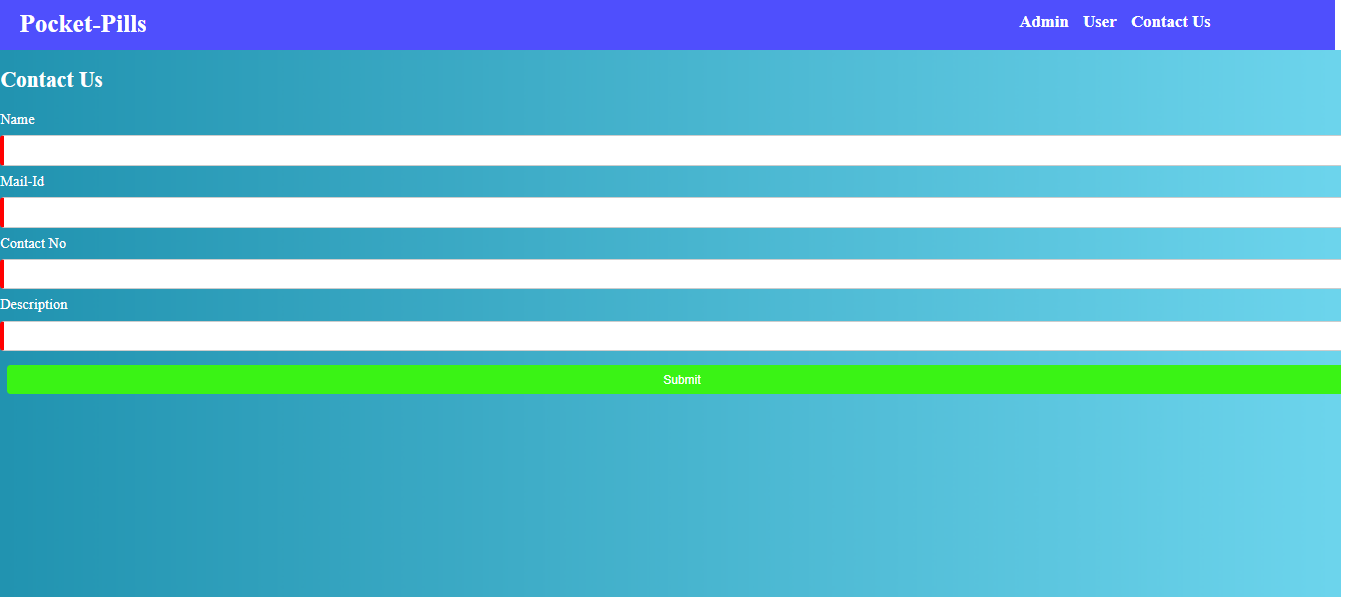 Pocket-Pills Admin User Contact Us
Contact Us
Name
Mail-Id
Contact No
Description
Submit